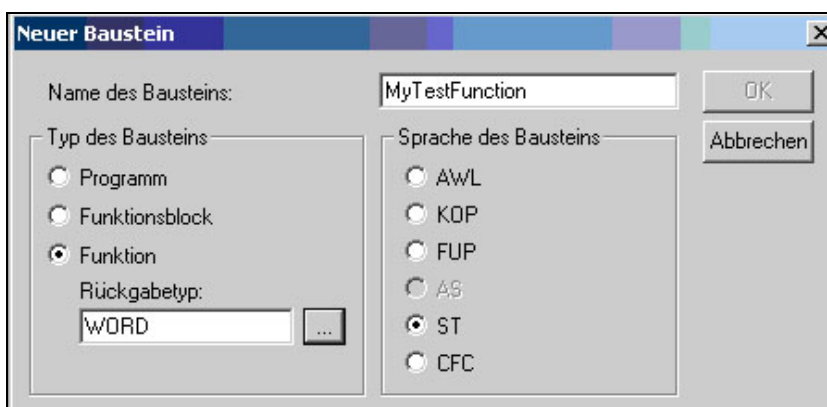 Neuer Baustein
Name des Bausteins:
MyTestFunction
OK
Abbrechen
Typ des Bausteins
Programm
Funktionsblock
Funktion
Rückgabetyp:
WORD
...
Sprache des Bausteins
AWL
KOP
FUP
AS
ST
CFC